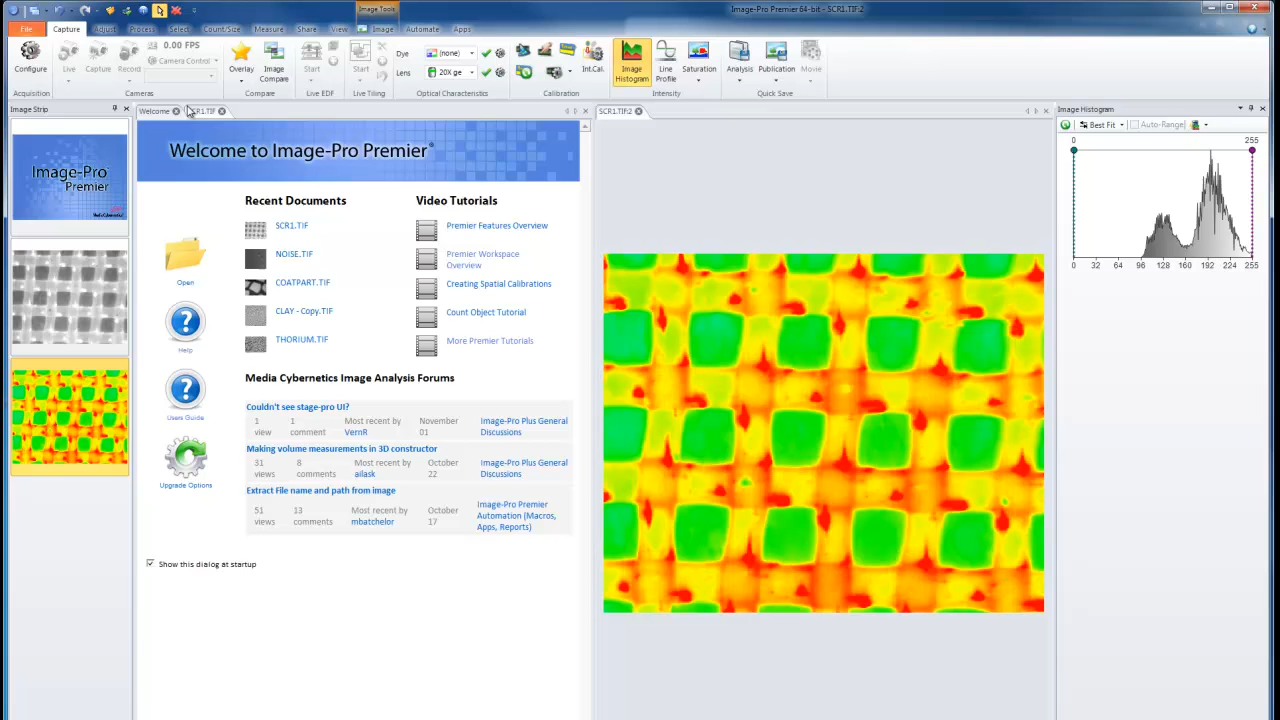 Image Tools
Image-Pro Premier 64-bit - SCR1.TIF:2
File Capture Adjust Process Select Count/Size Measure Share View Image Automate Apps
Configure
Live
Capture
Record
0.00 FPS
Camera Control
Overlay
Image
Compare
Start
Start
Dye (none)
Lens 20X ge
Int.Cal.
Image
Histogram
Line
Profile
Saturation
Analysis
Publication
Movie
Acquisition Cameras Compare Live EDF Live Tiling Optical Characteristics Calibration Intensity Quick Save
Image Strip
Image-Pro
Premier
Welcome
SCR1.TIF
SCR1.TIF:2
Welcome to Image-Pro Premier®
Open
Help
Users Guide
Upgrade Options
Recent Documents
SCR1.TIF
NOISE.TIF
COATPART.TIF
CLAY - Copy.TIF
THORIUM.TIF
Video Tutorials
Premier Features Overview
Premier Workspace
Overview
Creating Spatial Calibrations
Count Object Tutorial
More Premier Tutorials
Media Cybernetics Image Analysis Forums
Couldn't see stage-pro UI?
1 1 Most recent by November Image-Pro Plus General
view comment VernR 01 Discussions
Making volume measurements in 3D constructor
31 8 Most recent by October Image-Pro Plus General
views comments ailask 22 Discussions
Extract File name and path from image
51 13 Most recent by October Image-Pro Premier
views comments mbatchelor 17 Automation (Macros,
Apps, Reports)
Show this dialog at startup
Image Histogram
Best Fit
Auto-Range
0 255
0 32 64 96 128 160 192 224 255